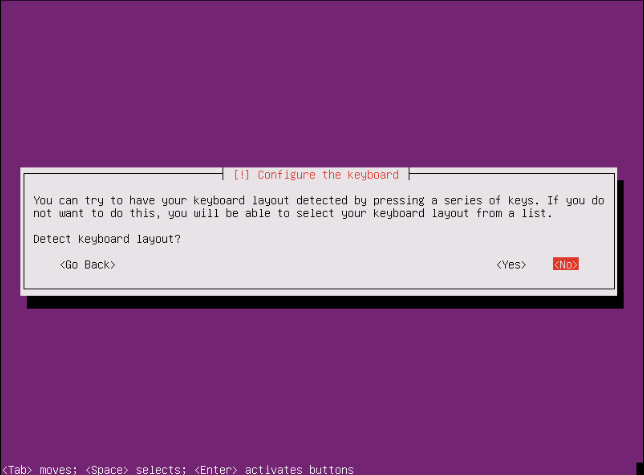 [!] Configure the keyboard
You can try to have your keyboard layout detected by pressing a series of keys. If you do
not want to do this, you will be able to select your keyboard layout from a list.
Detect keyboard layout?
<Go Back> <Yes> <No>
<Tab> moves; <Space> selects; <Enter> activates buttons